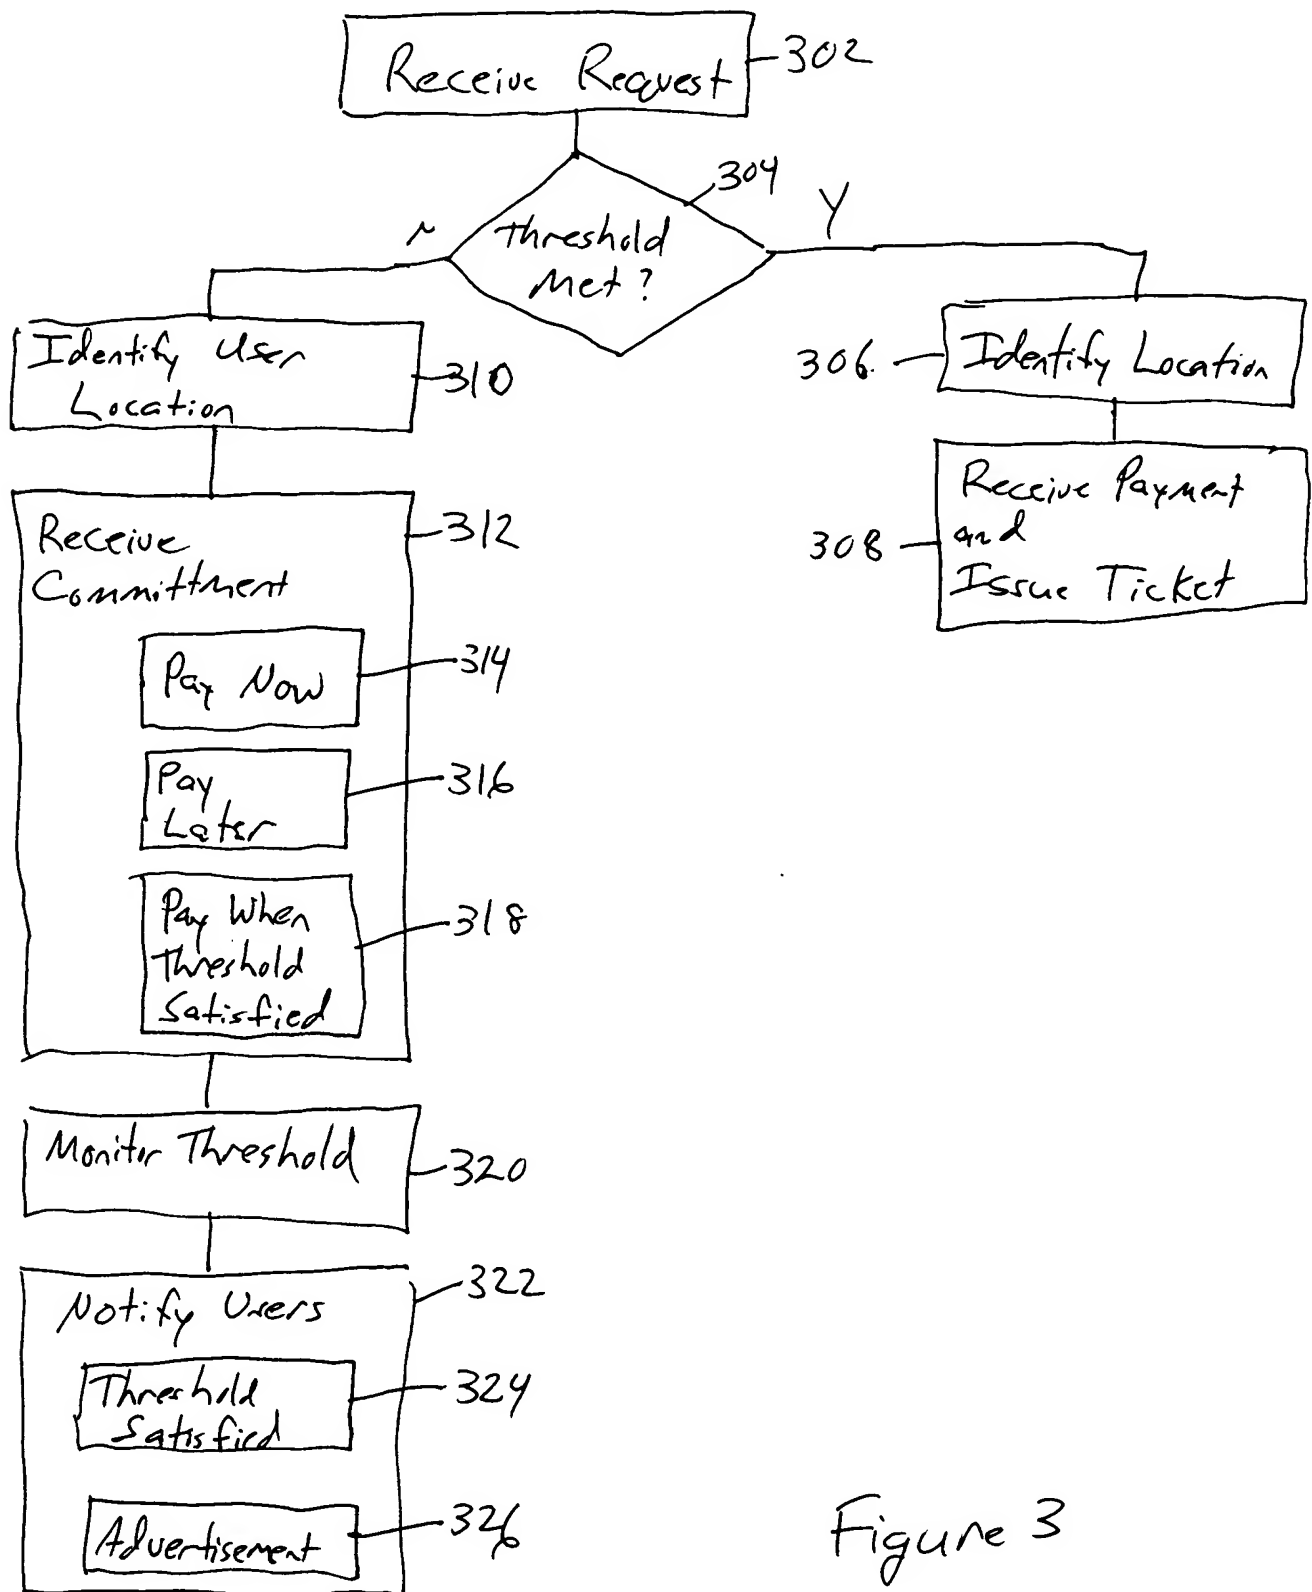 Receive Request
302
304
N
Y
Threshold
Met?
Identify User
Location
310
306
Identify Location
Receive
Committment
312
308
Receive Payment
and
Issue Ticket
Pay Now
314
Pay
Later
316
Pay When
Threshold
Satisfied
318
Monitor Threshold
320
Notify Users
322
Threshold
Satisfied
324
Advertisement
326
Figure 3